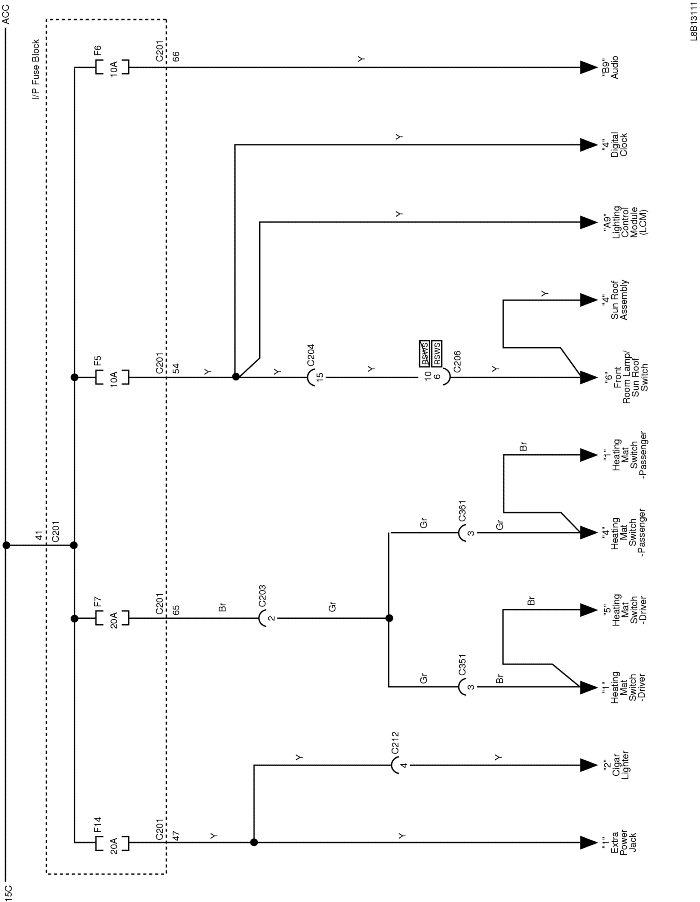 15C
ACC
I/P Fuse Block
41
C201
F14
20A
C201
47
Y
Y
Y
C212
4
Y
F7
20A
C201
65
Br
C203
2
Gr
Gr
C351
3
Br
Br
Gr
C361
3
Gr
Br
F5
10A
C201
54
Y
Y
C204
15
Y
BSWS
RSWS
10
6
C206
Y
Y
Y
Y
F6
10A
C201
66
Y
"1"
Extra
Power
Jack
"2"
Cigar
Lighter
"1"
Heating
Mat
Switch
-Driver
"5"
Heating
Mat
Switch
-Driver
"4"
Heating
Mat
Switch
-Passenger
"1"
Heating
Mat
Switch
-Passenger
"6"
Front
Room Lamp/
Sun Roof
Switch
"4"
Sun Roof
Assembly
"A9"
Lighting
Control
Module
(LCM)
"4"
Digital
Clock
"B9"
Audio
L8B13111